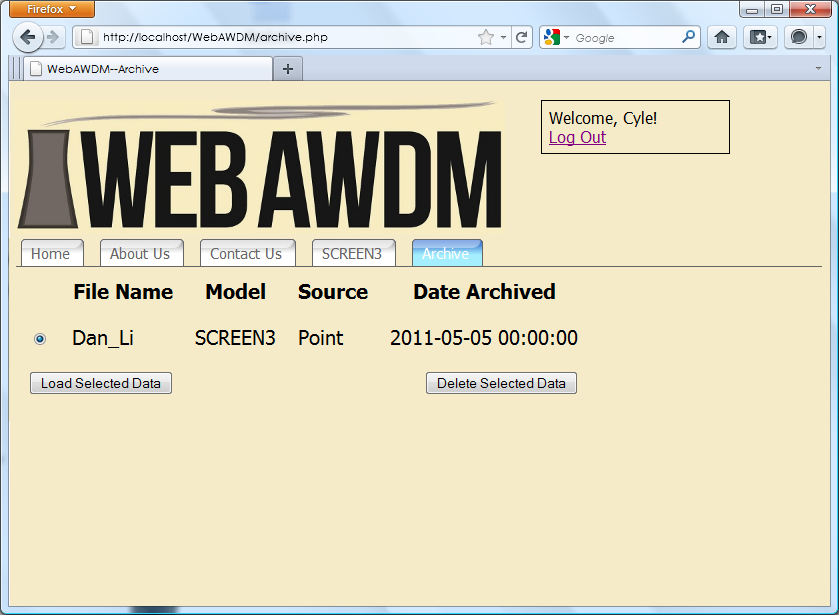 Firefox
http://localhost/WebAWDM/archive.php
Google
WebAWDM--Archive
Welcome, Cyle!
Log Out
WEB AWDM
Home About Us Contact Us SCREEN3 Archive
File Name Model Source Date Archived
Dan_Li SCREEN3 Point 2011-05-05 00:00:00
Load Selected Data Delete Selected Data